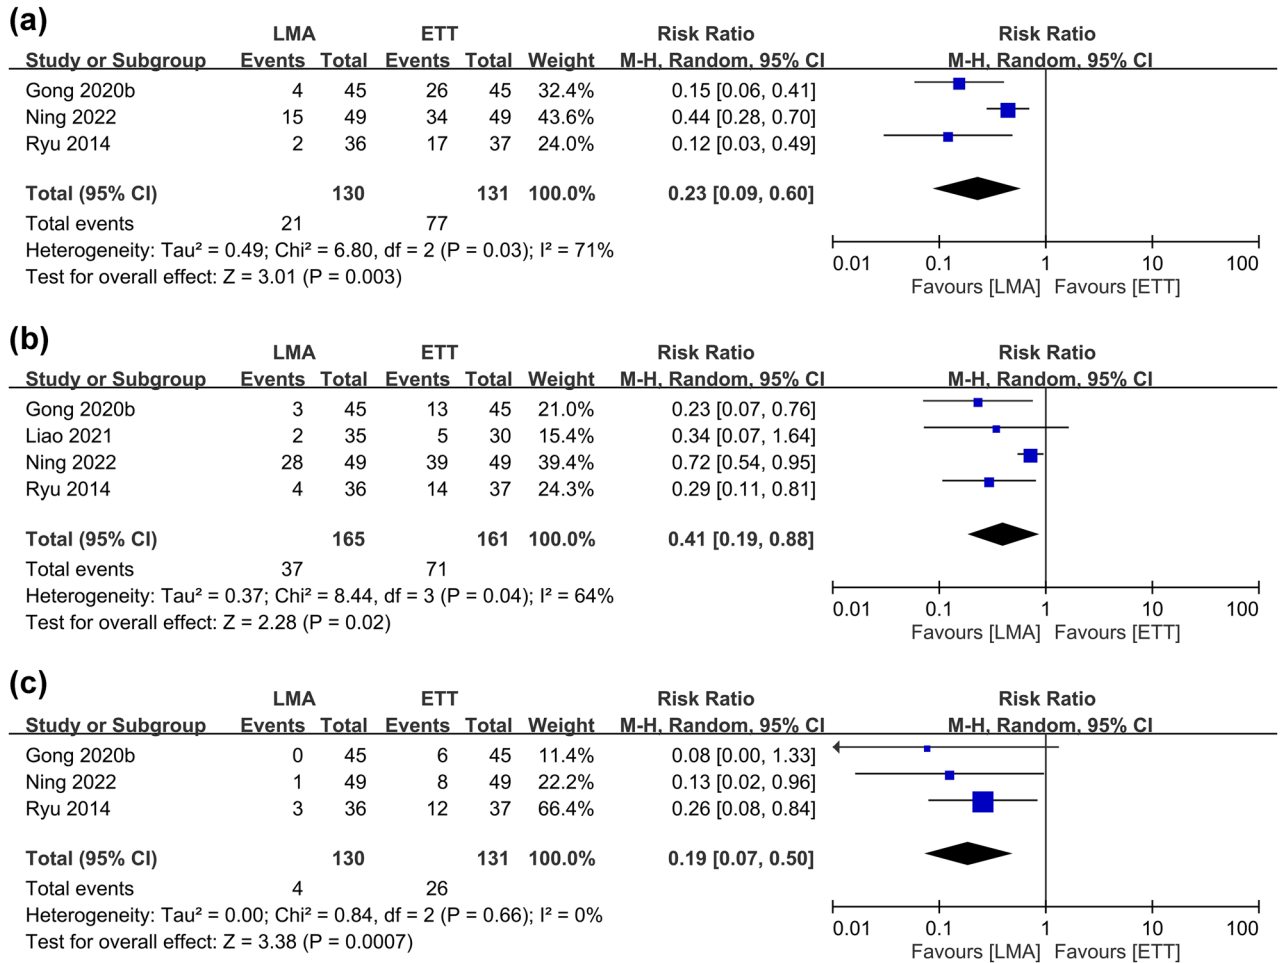 (a)
LMA ETT Risk Ratio Risk Ratio
Study or Subgroup Events Total Events Total Weight M-H, Random, 95% CI M-H, Random, 95% CI
Gong 2020b 4 45 26 45 32.4% 0.15 [0.06, 0.41]
Ning 2022 15 49 34 49 43.6% 0.44 [0.28, 0.70]
Ryu 2014 2 36 17 37 24.0% 0.12 [0.03, 0.49]
Total (95% CI) 130 131 100.0% 0.23 [0.09, 0.60]
Total events 21 77
Heterogeneity: Tau² = 0.49; Chi² = 6.80, df = 2 (P = 0.03); I² = 71%
Test for overall effect: Z = 3.01 (P = 0.003)
0.01 0.1 1 10 100
Favours [LMA] Favours [ETT]
(b)
LMA ETT Risk Ratio Risk Ratio
Study or Subgroup Events Total Events Total Weight M-H, Random, 95% CI M-H, Random, 95% CI
Gong 2020b 3 45 13 45 21.0% 0.23 [0.07, 0.76]
Liao 2021 2 35 5 30 15.4% 0.34 [0.07, 1.64]
Ning 2022 28 49 39 49 39.4% 0.72 [0.54, 0.95]
Ryu 2014 4 36 14 37 24.3% 0.29 [0.11, 0.81]
Total (95% CI) 165 161 100.0% 0.41 [0.19, 0.88]
Total events 37 71
Heterogeneity: Tau² = 0.37; Chi² = 8.44, df = 3 (P = 0.04); I² = 64%
Test for overall effect: Z = 2.28 (P = 0.02)
0.01 0.1 1 10 100
Favours [LMA] Favours [ETT]
(c)
LMA ETT Risk Ratio Risk Ratio
Study or Subgroup Events Total Events Total Weight M-H, Random, 95% CI M-H, Random, 95% CI
Gong 2020b 0 45 6 45 11.4% 0.08 [0.00, 1.33]
Ning 2022 1 49 8 49 22.2% 0.13 [0.02, 0.96]
Ryu 2014 3 36 12 37 66.4% 0.26 [0.08, 0.84]
Total (95% CI) 130 131 100.0% 0.19 [0.07, 0.50]
Total events 4 26
Heterogeneity: Tau² = 0.00; Chi² = 0.84, df = 2 (P = 0.66); I² = 0%
Test for overall effect: Z = 3.38 (P = 0.0007)
0.01 0.1 1 10 100
Favours [LMA] Favours [ETT]